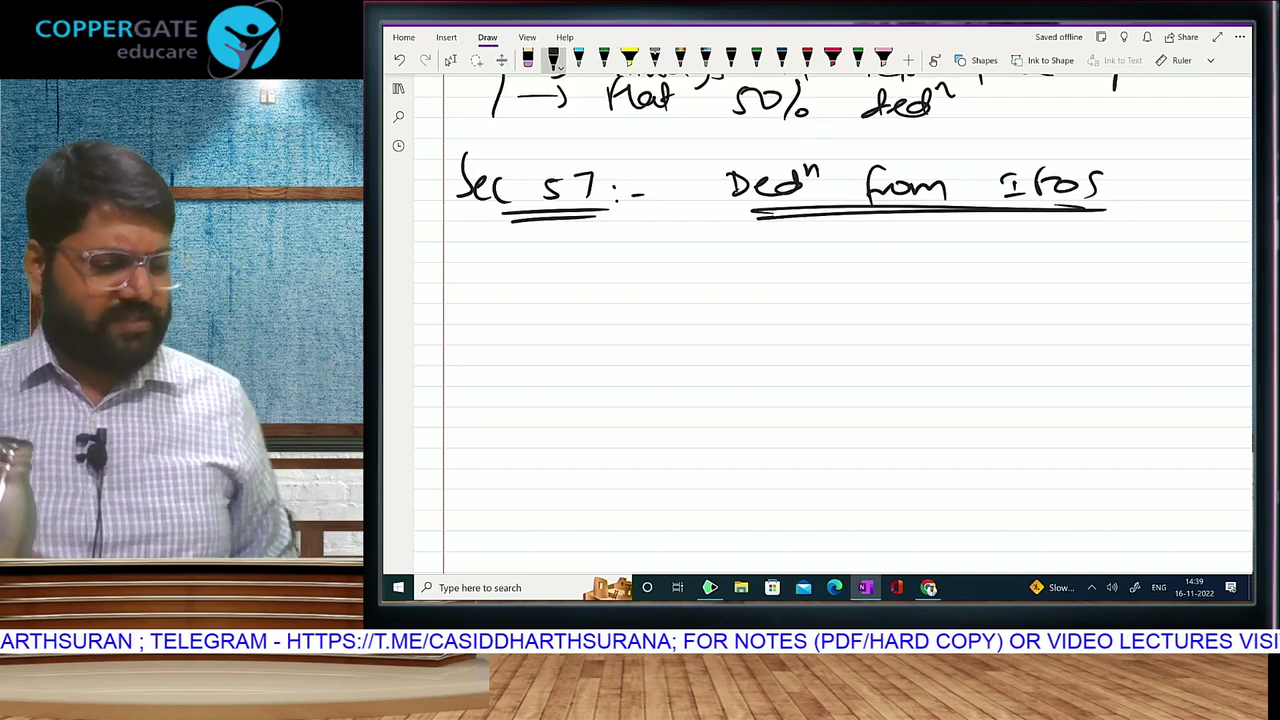 COPPERGATE
educare
Home Insert Draw View Help
Saved offline
Share
Shapes
Ink to Shape
Ink to Text
Ruler
Flat 50% dedⁿ
Sec 57:- Dedⁿ from IFOS
Type here to search
Slow...
ENG
14:39
16-11-2022
ARTHSURAN ; TELEGRAM - HTTPS://T.ME/CASIDDHARTHSURANA; FOR NOTES (PDF/HARD COPY) OR VIDEO LECTURES VISI